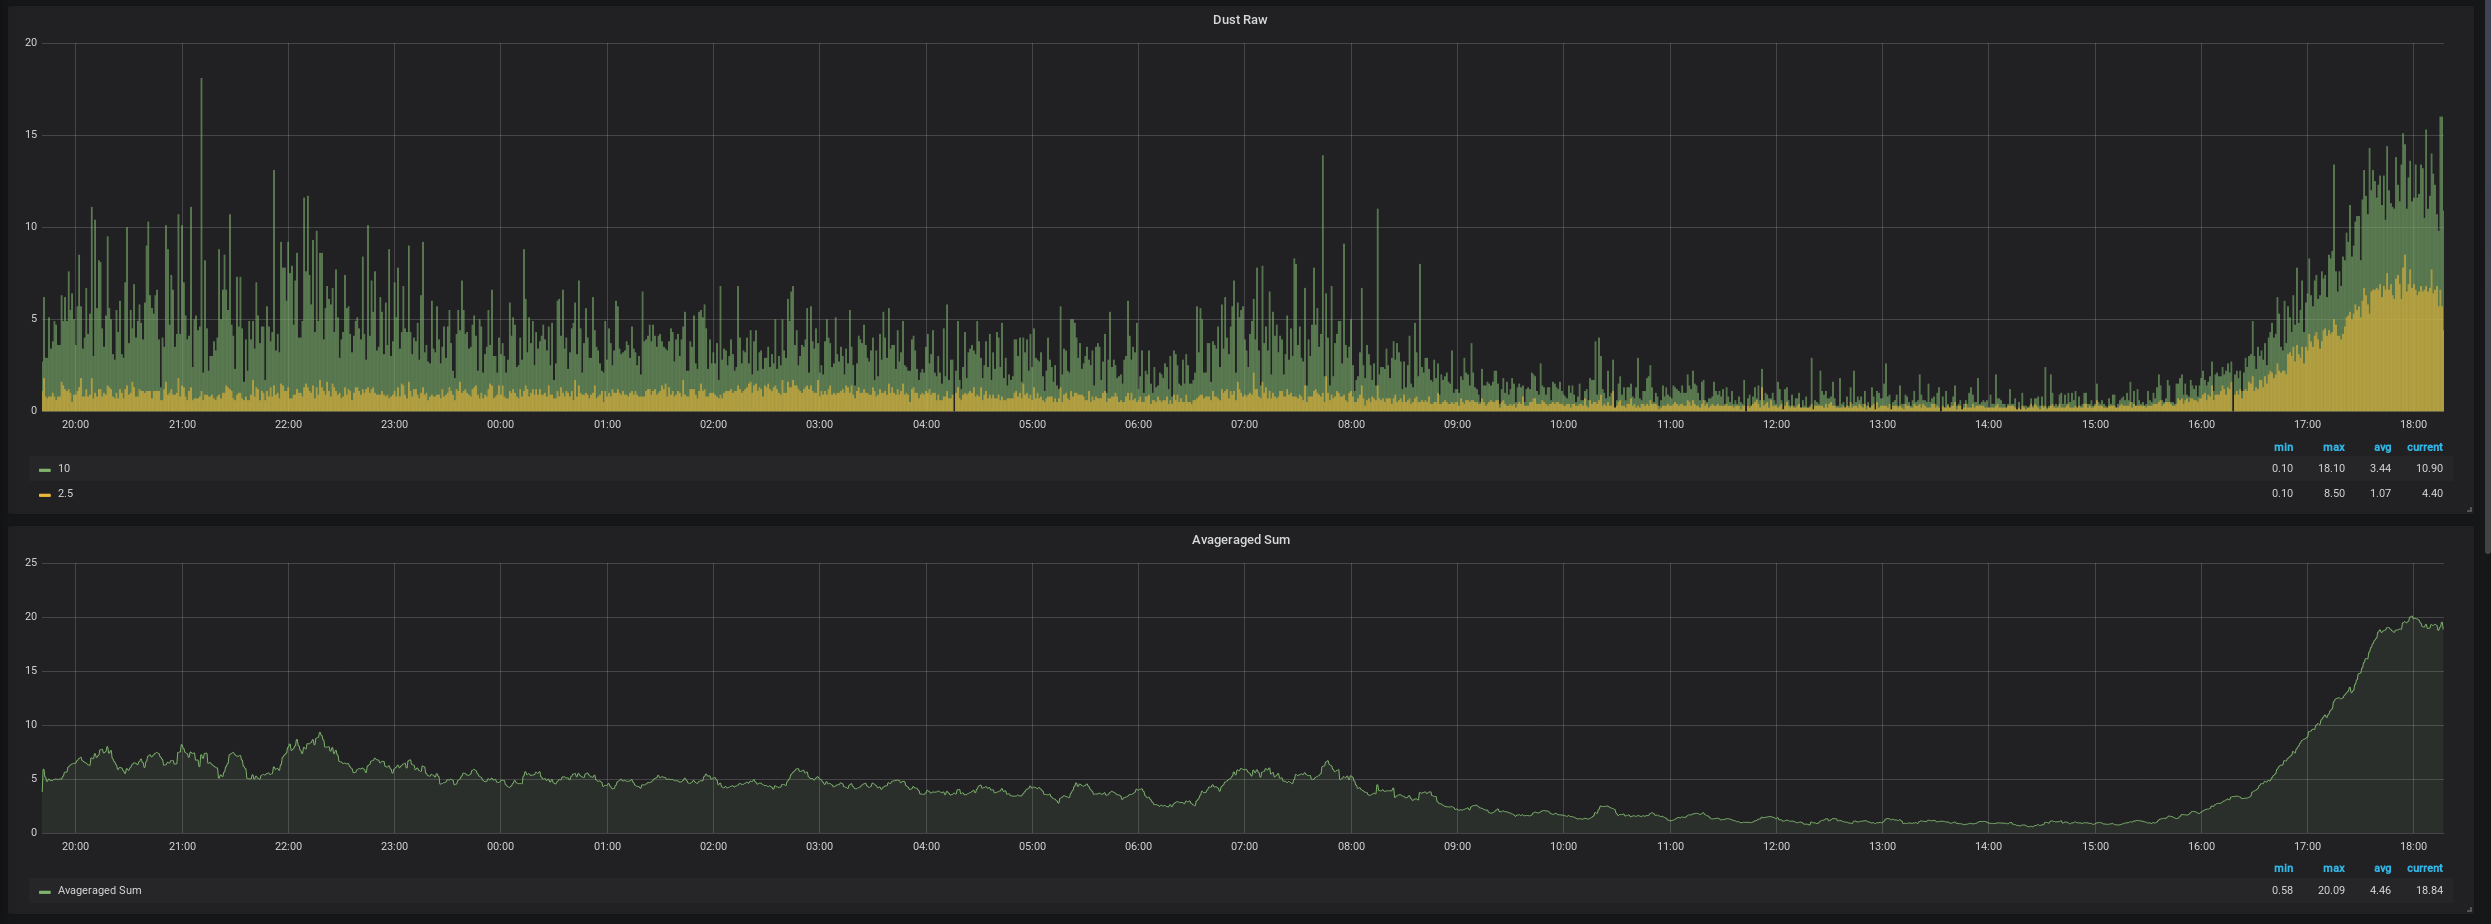 Dust Raw
20
15
10
5
0
20:00 21:00 22:00 23:00 00:00 01:00 02:00 03:00 04:00 05:00 06:00 07:00 08:00 09:00 10:00 11:00 12:00 13:00 14:00 15:00 16:00 17:00 18:00
min max avg current
10 0.10 18.10 3.44 10.90
2.5 0.10 8.50 1.07 4.40
Avageraged Sum
25
20
15
10
5
0
20:00 21:00 22:00 23:00 00:00 01:00 02:00 03:00 04:00 05:00 06:00 07:00 08:00 09:00 10:00 11:00 12:00 13:00 14:00 15:00 16:00 17:00 18:00
min max avg current
Avageraged Sum 0.58 20.09 4.46 18.84